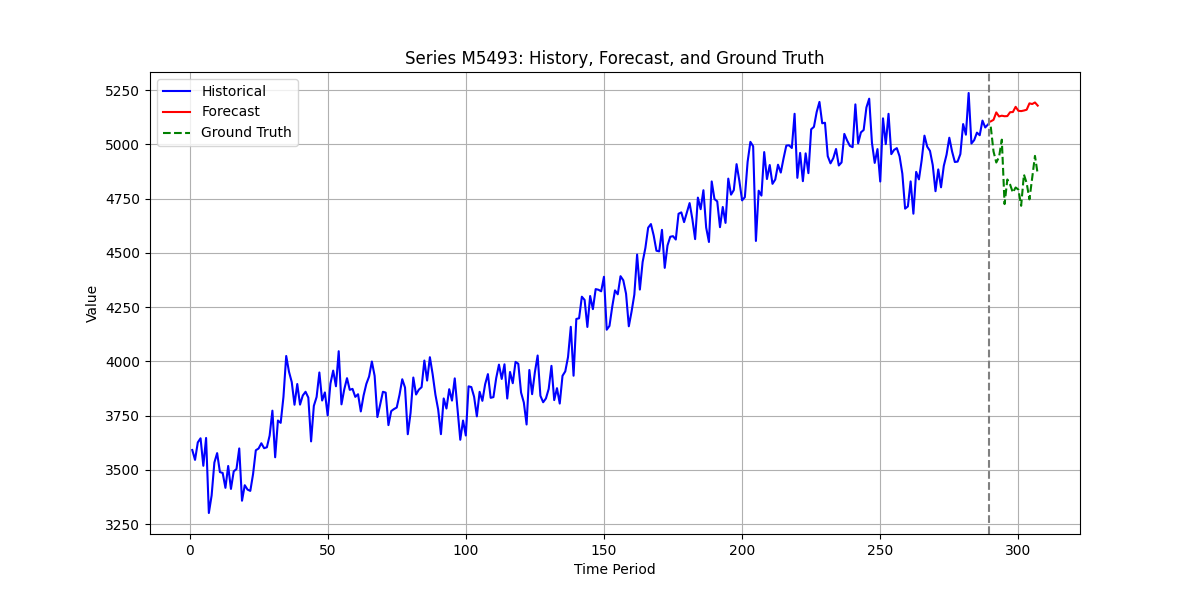 Series M5493: History, Forecast, and Ground Truth
Historical
Forecast
Ground Truth
Value
5250
5000
4750
4500
4250
4000
3750
3500
3250
0 50 100 150 200 250 300
Time Period